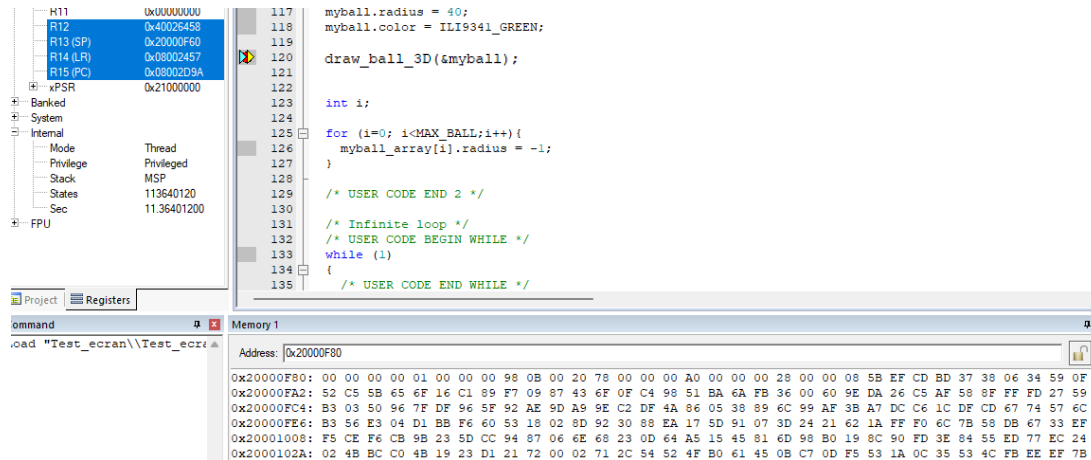 R11 0x00000000
R12 0x40026458
R13 (SP) 0x20000F60
R14 (LR) 0x08002457
R15 (PC) 0x08002D9A
xPSR 0x21000000
Banked
System
Internal
Mode Thread
Privilege Privileged
Stack MSP
States 113640120
Sec 11.36401200
FPU
Project Registers
117 myball.radius = 40;
118 myball.color = ILI9341_GREEN;
119
120 draw_ball_3D(&myball);
121
122
123 int i;
124
125 for (i=0; i<MAX_BALL;i++){
126 myball_array[i].radius = -1;
127 }
128
129 /* USER CODE END 2 */
130
131 /* Infinite loop */
132 /* USER CODE BEGIN WHILE */
133 while (1)
134 {
135 /* USER CODE END WHILE */
ommand
oad "Test_ecran\\Test_ecra
Memory 1
Address: 0x20000F80
0x20000F80: 00 00 00 00 01 00 00 00 98 0B 00 20 78 00 00 00 A0 00 00 00 28 00 00 08 5B EF CD BD 37 38 06 34 59 0F
0x20000FA2: 52 C5 5B 65 6F 16 C1 89 F7 09 87 43 6F 0F C4 98 51 BA 6A FB 36 00 60 9E DA 26 C5 AF 58 8F FF FD 27 59
0x20000FC4: B3 03 50 96 7F DF 96 5F 92 AE 9D A9 9E C2 DF 4A 86 05 38 89 6C 99 AF 3B A7 DC C6 1C DF CD 67 74 57 6C
0x20000FE6: B3 56 E3 04 D1 BB F6 60 53 18 02 8D 92 30 88 EA 17 5D 91 07 3D 24 21 62 1A FF F0 6C 7B 58 DB 67 33 EF
0x20001008: F5 CE F6 CB 9B 23 5D CC 94 87 06 6E 68 23 0D 64 A5 15 45 81 6D 98 B0 19 8C 90 FD 3E 84 55 ED 77 EC 24
0x2000102A: 02 4B BC C0 4B 19 23 D1 21 72 00 02 71 2C 54 52 4F B0 61 45 0B C7 0D F5 53 1A 0C 35 53 4C FB EE EF 7B